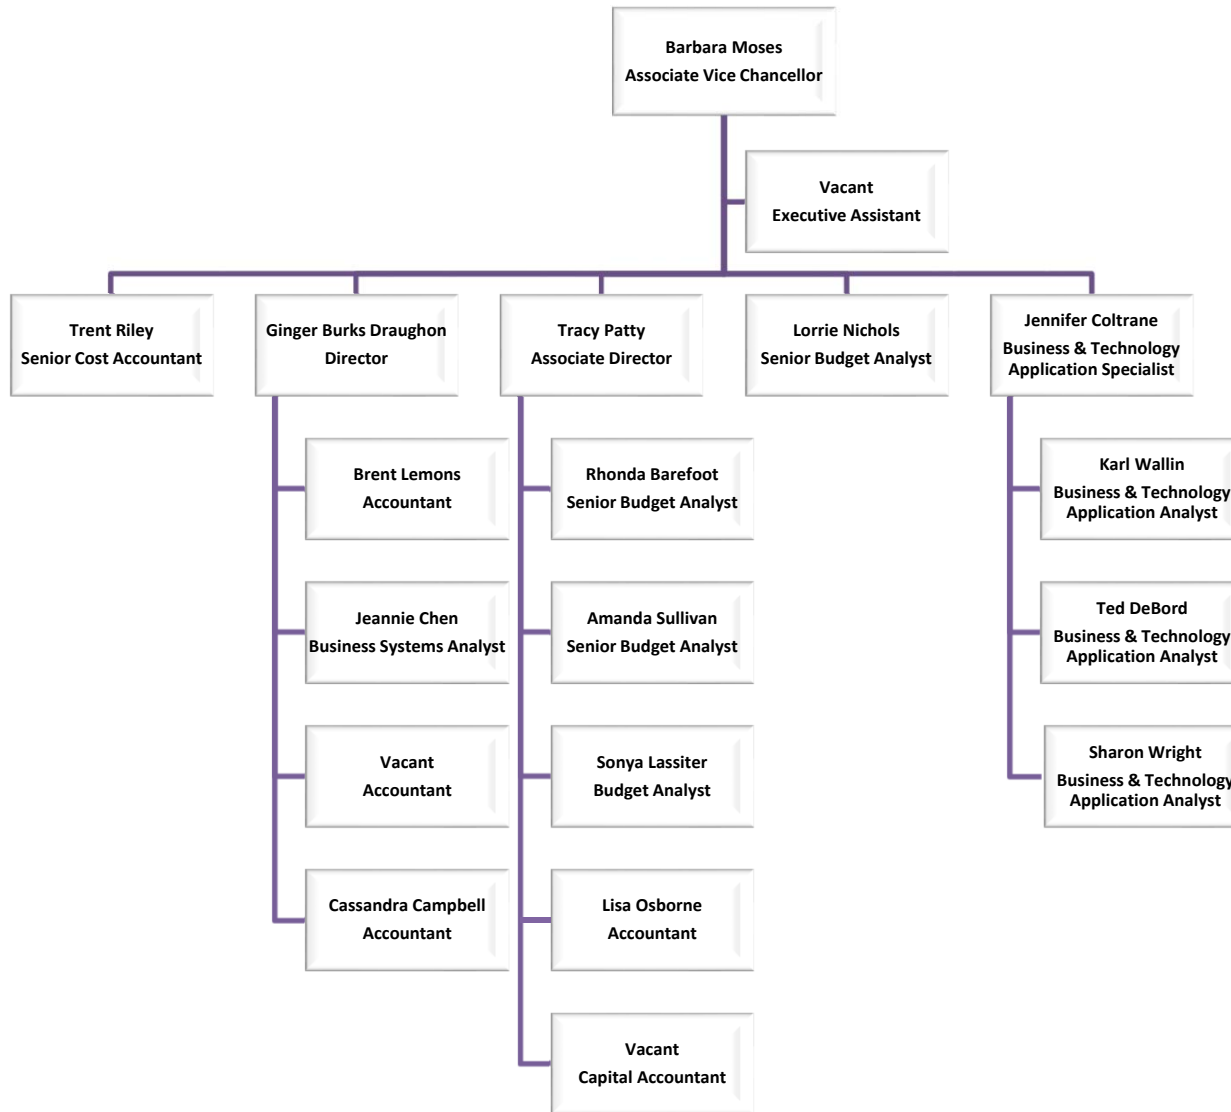 Barbara Moses
Associate Vice Chancellor
Vacant
Executive Assistant
Trent Riley
Senior Cost Accountant
Ginger Burks Draughon
Director
Tracy Patty
Associate Director
Lorrie Nichols
Senior Budget Analyst
Jennifer Coltrane
Business & Technology
Application Specialist
Brent Lemons
Accountant
Jeannie Chen
Business Systems Analyst
Vacant
Accountant
Cassandra Campbell
Accountant
Rhonda Barefoot
Senior Budget Analyst
Amanda Sullivan
Senior Budget Analyst
Sonya Lassiter
Budget Analyst
Lisa Osborne
Accountant
Vacant
Capital Accountant
Karl Wallin
Business & Technology
Application Analyst
Ted DeBord
Business & Technology
Application Analyst
Sharon Wright
Business & Technology
Application Analyst